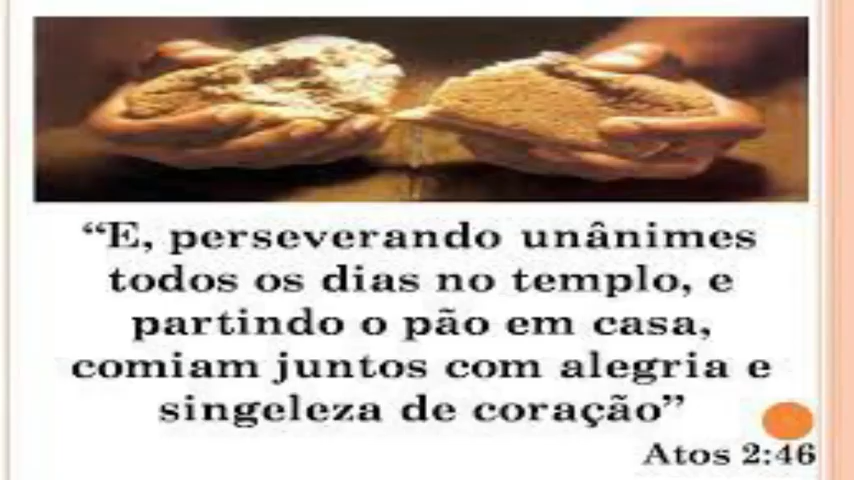 “E, perseverando unânimes
todos os dias no templo, e
partindo o pão em casa,
comiam juntos com alegria e
singeleza de coração”
Atos 2:46